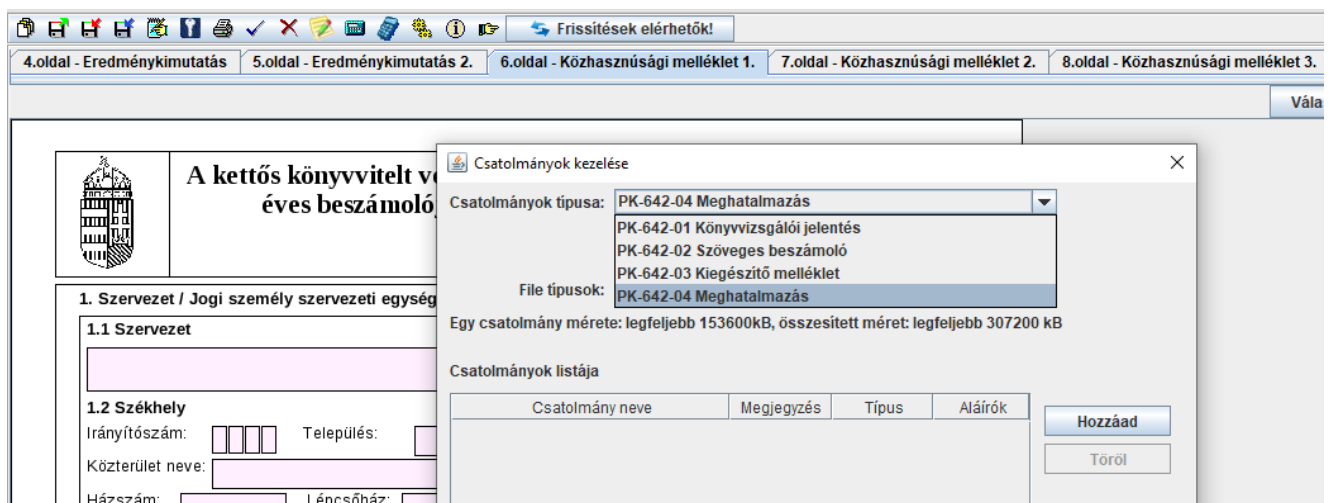 Frissítések elérhetők!
4.oldal - Eredménykimutatás
5.oldal - Eredménykimutatás 2.
6.oldal - Közhasznúsági melléklet 1.
7.oldal - Közhasznúsági melléklet 2.
8.oldal - Közhasznúsági melléklet 3.
Vála
A kettős könyvvitelt v
éves beszámoló
Csatolmányok kezelése
Csatolmányok típusa:
PK-642-04 Meghatalmazás
PK-642-01 Könyvvizsgálói jelentés
PK-642-02 Szöveges beszámoló
PK-642-03 Kiegészítő melléklet
PK-642-04 Meghatalmazás
File típusok:
Egy csatolmány mérete: legfeljebb 153600kB, összesített méret: legfeljebb 307200 kB
Csatolmányok listája
Csatolmány neve
Megjegyzés
Típus
Aláírók
Hozzáad
Töröl
1. Szervezet / Jogi személy szervezeti egység
1.1 Szervezet
1.2 Székhely
Irányítószám:
Település:
Közterület neve:
Házszám:
Lépcsőház: